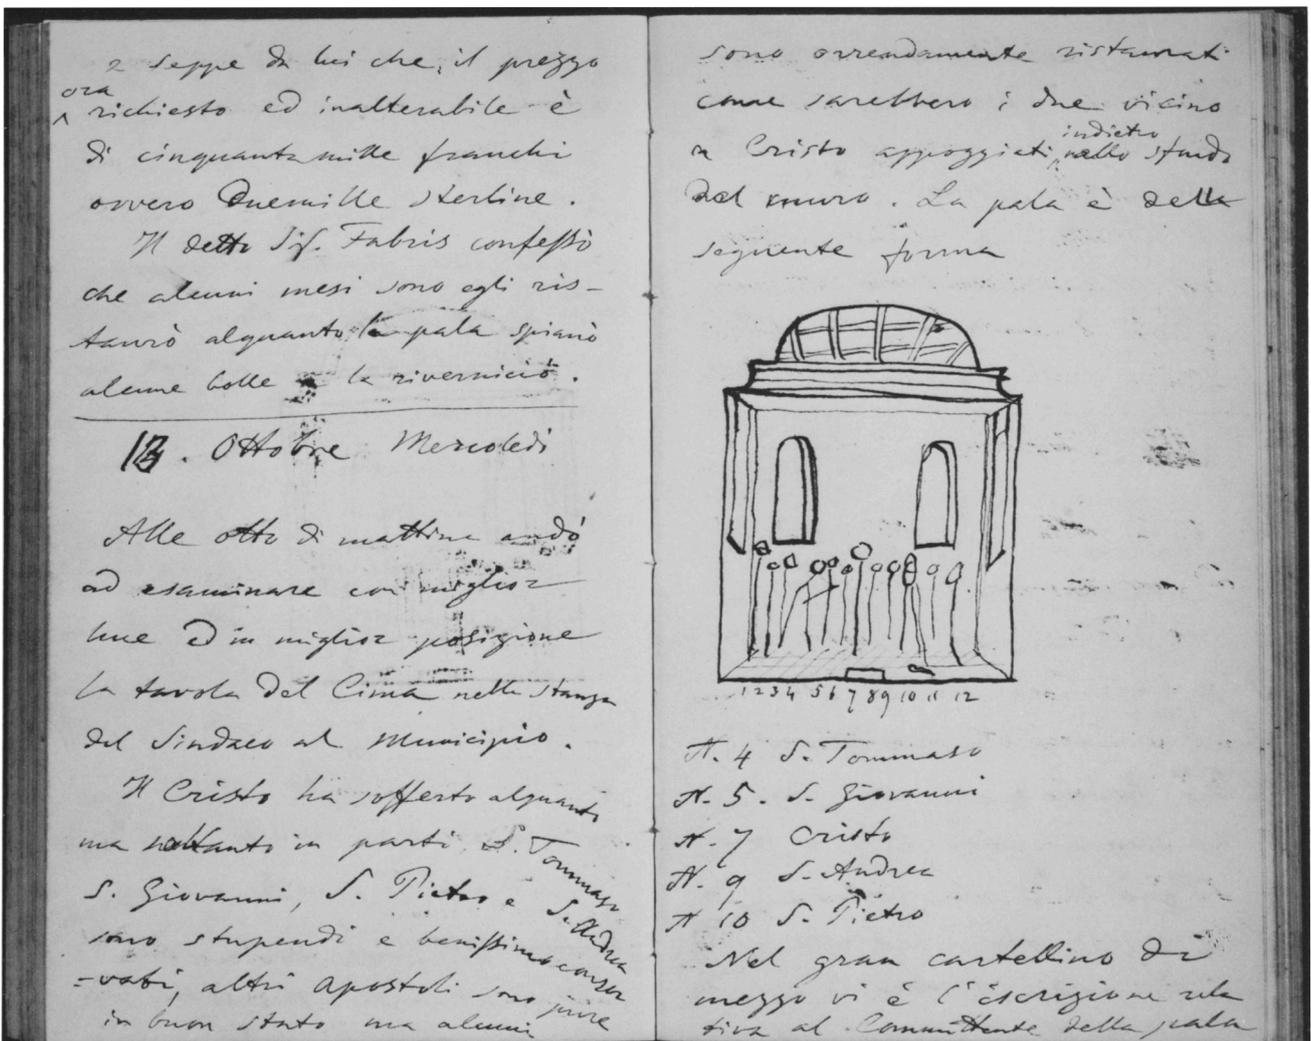 e seppe da lui che, il prezzo
ora
richiesto ed inalterabile è
di cinquantamille franchi
ovvero Duemille sterline.
Il detto Sig. Fabris confessò
che alcuni mesi sono egli ris-
taurò alquanto la pala spianò
alcune bolle e la riverniciò.
13. Ottobre Mercoledi
Alle otto di mattina andò
ad esaminare con miglior
luce ed in miglior posizione
la tavola del Cima nella stanza
del Sindaco al Municipio.
Il Cristo ha sofferto alquanto
ma soltanto in parti. S. Tommaso
S. Giovanni, S. Pietro e S. Andrea
sono stupendi e benissimo conser
=vati, altri apostoli sono pure
in buon stato ma alcuni
sono orrendamente ristaurati
come sarebbero i due vicino
indietro
a Cristo appoggiati nello sfondo
del muro. La pala è della
seguente forma
1 2 3 4 5 6 7 8 9 10 11 12
N. 4 S. Tommaso
N. 5. S. Giovanni
N. 7 Cristo
N. 9 S. Andrea
N 10 S. Pietro
Nel gran cartellino di
mezzo vi è l'iscrizione rela
tiva al Committente della pala